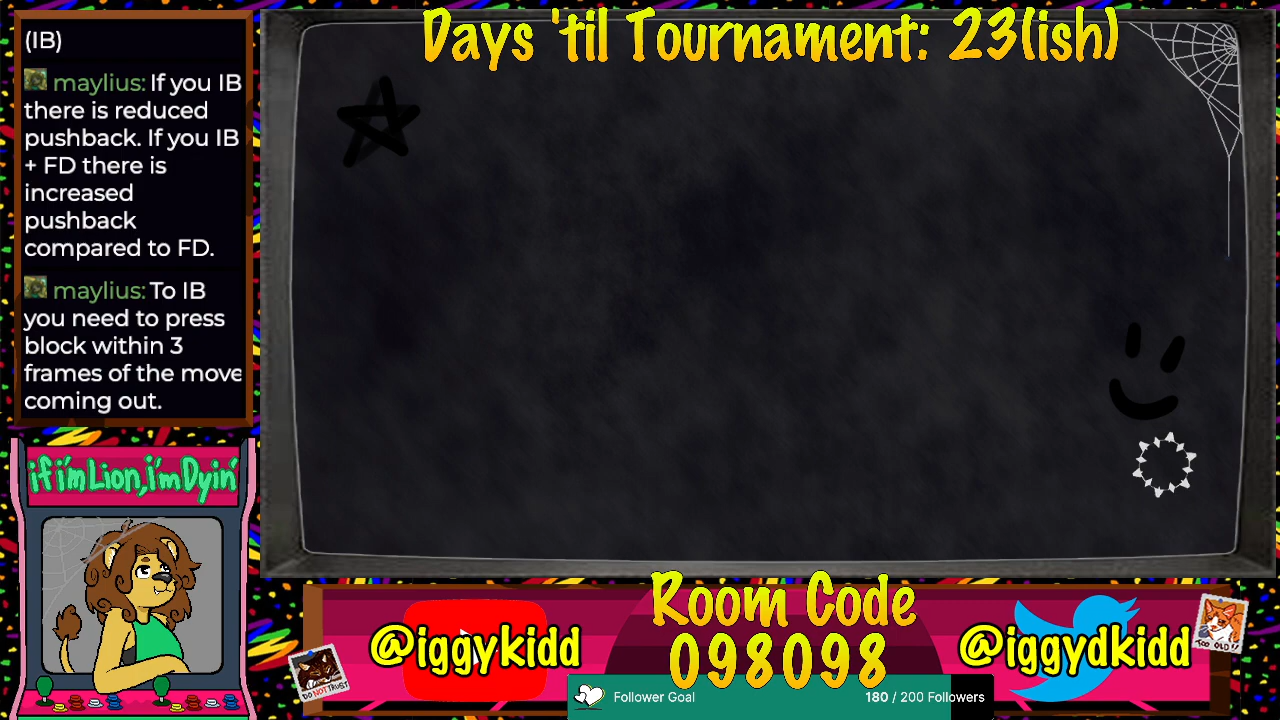 Days 'til Tournament: 23(ish)
(IB)
maylius: If you IB
there is reduced
pushback. If you IB
+ FD there is
increased
pushback
compared to FD.
maylius: To IB
you need to press
block within 3
frames of the move
coming out.
if i'm Lion, i'm Dyin'
DO NOT TRUST
@iggykidd
Room Code
098098
@iggydkidd
TOO OLD
Follower Goal
180 / 200 Followers